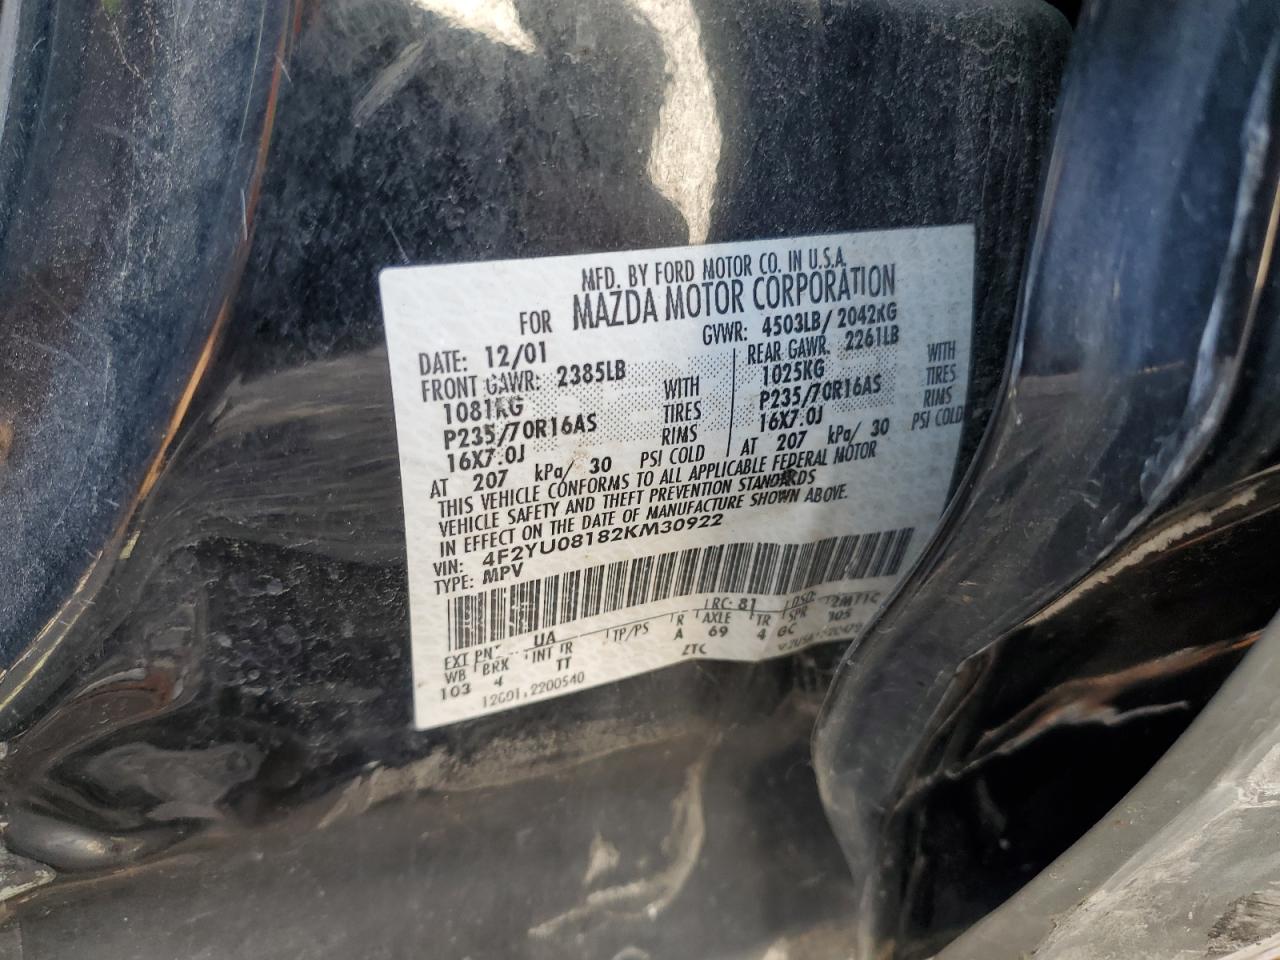 MFD. BY FORD MOTOR CO. IN U.S.A.
FOR MAZDA MOTOR CORPORATION
DATE: 12/01 GVWR: 4503LB/ 2042KG
FRONT GAWR: 2385LB REAR GAWR: 2261LB
1081KG WITH 1025KG WITH
P235/70R16AS TIRES P235/70R16AS TIRES
16X7.0J RIMS 16X7.0J RIMS
AT 207 kPa/ 30 PSI COLD AT 207 kPa/ 30 PSI COLD
THIS VEHICLE CONFORMS TO ALL APPLICABLE FEDERAL MOTOR
VEHICLE SAFETY AND THEFT PREVENTION STANDARDS
IN EFFECT ON THE DATE OF MANUFACTURE SHOWN ABOVE.
VIN: 4F2YU08182KM30922
TYPE: MPV
EXT PNT: UA RC: 81 DSO:
WB BRK INT TR TP/PS R AXLE TR SPR
103 4 TT A 69 4 GC
12001.2200540 ZTC